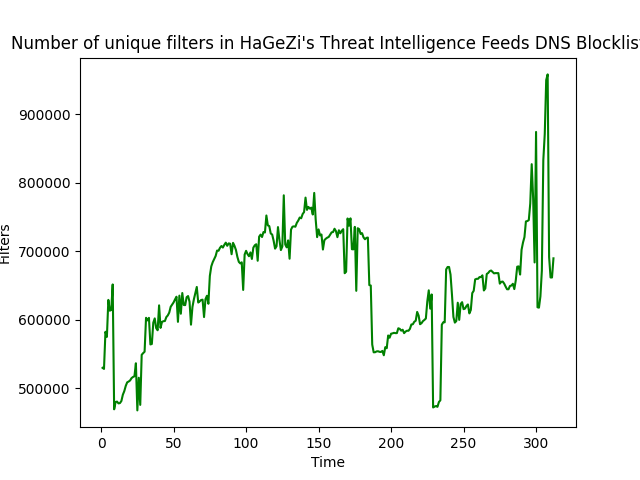 Number of unique filters in HaGeZi's Threat Intelligence Feeds DNS Blocklist
Filters
900000
800000
700000
600000
500000
0 50 100 150 200 250 300
Time